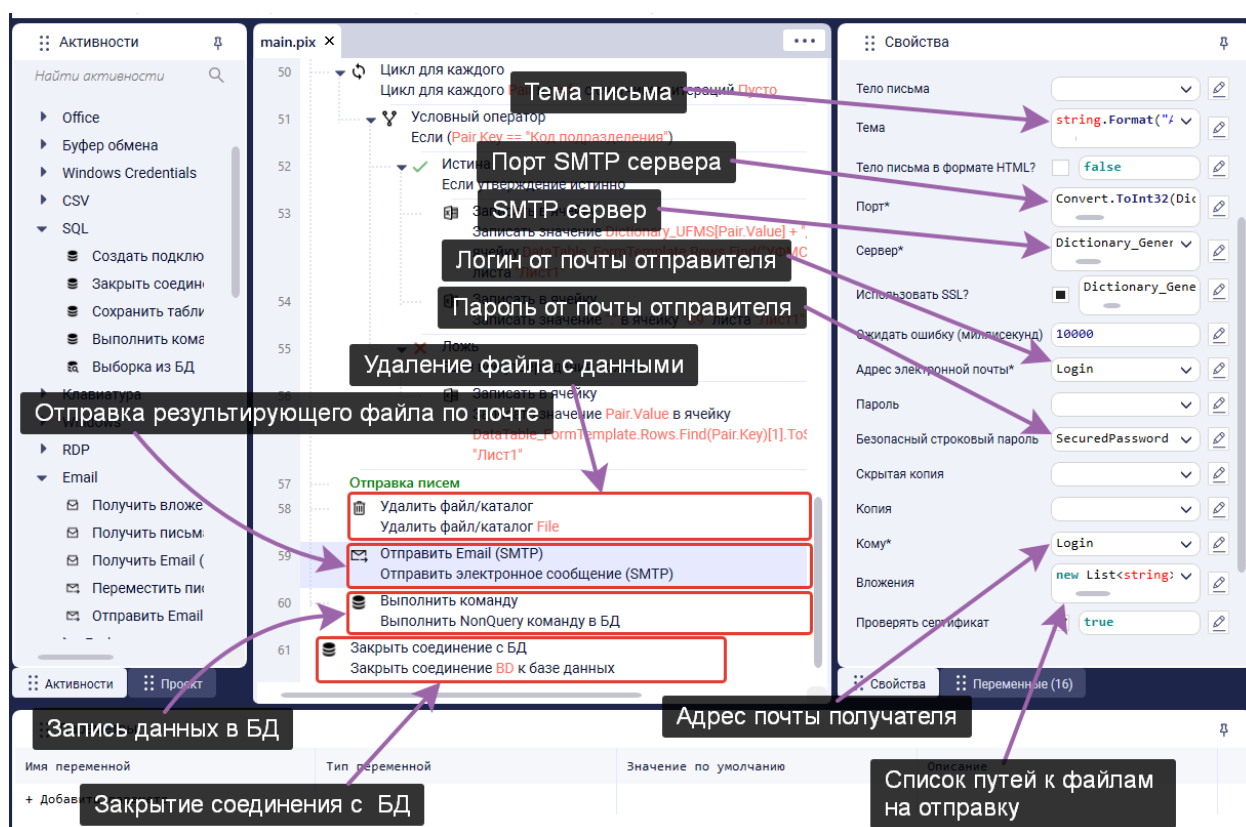 Активности
Найти активности
Office
Буфер обмена
Windows Credentials
CSV
SQL
Создать подклю
Закрыть соедин
Сохранить табли
Выполнить кома
Выборка из БД
Клавиатура
Windows
RDP
Email
Получить вложе
Получить письм
Получить Email (
Переместить пи
Отправить Email
Активности
Проект
main.pix
50
Цикл для каждого
Цикл для каждого
итераций Пусто
51
Условный оператор
Если (Pair.Key == "Код подразделения")
52
Истина
Если утверждение истинно
53
Записать значение Dictionary_UFMS[Pair.Value] + "
листа "Лист1"
54
Записать в ячейку
55
Ложь
Записать в ячейку
значение Pair.Value в ячейку
DataTable_FormTemplate.Rows.Find(Pair.Key)[1].ToS
"Лист1"
57
Отправка писем
58
Удалить файл/каталог
Удалить файл/каталог File
59
Отправить Email (SMTP)
Отправить электронное сообщение (SMTP)
60
Выполнить команду
Выполнить NonQuery команду в БД
61
Закрыть соединение с БД
Закрыть соединение BD к базе данных
Свойства
Тело письма
Тема
string.Format("A
Тело письма в формате HTML?
false
Порт*
Convert.ToInt32(Dic
Сервер*
Dictionary_Gener
Использовать SSL?
Dictionary_Gene
Ожидать ошибку (миллисекунд)
10000
Адрес электронной почты*
Login
Пароль
Безопасный строковый пароль
SecuredPassword
Скрытая копия
Копия
Кому*
Login
Вложения
new List<string>
Проверять сертификат
true
Свойства
Переменные (16)
Тема письма
Порт SMTP сервера
SMTP сервер
Логин от почты отправителя
Пароль от почты отправителя
Удаление файла с данными
Отправка результирующего файла по почте
Запись данных в БД
Закрытие соединения с БД
Адрес почты получателя
Список путей к файлам
на отправку
Имя переменной
Тип переменной
Значение по умолчанию
Описание